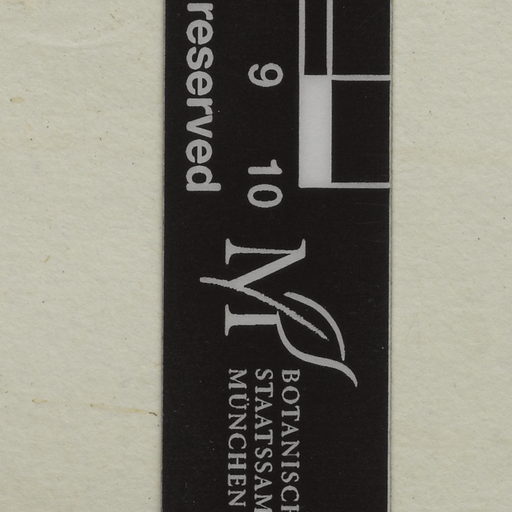 reserved
9 10
BOTANISCH
STAATSSAM
MÜNCHEN